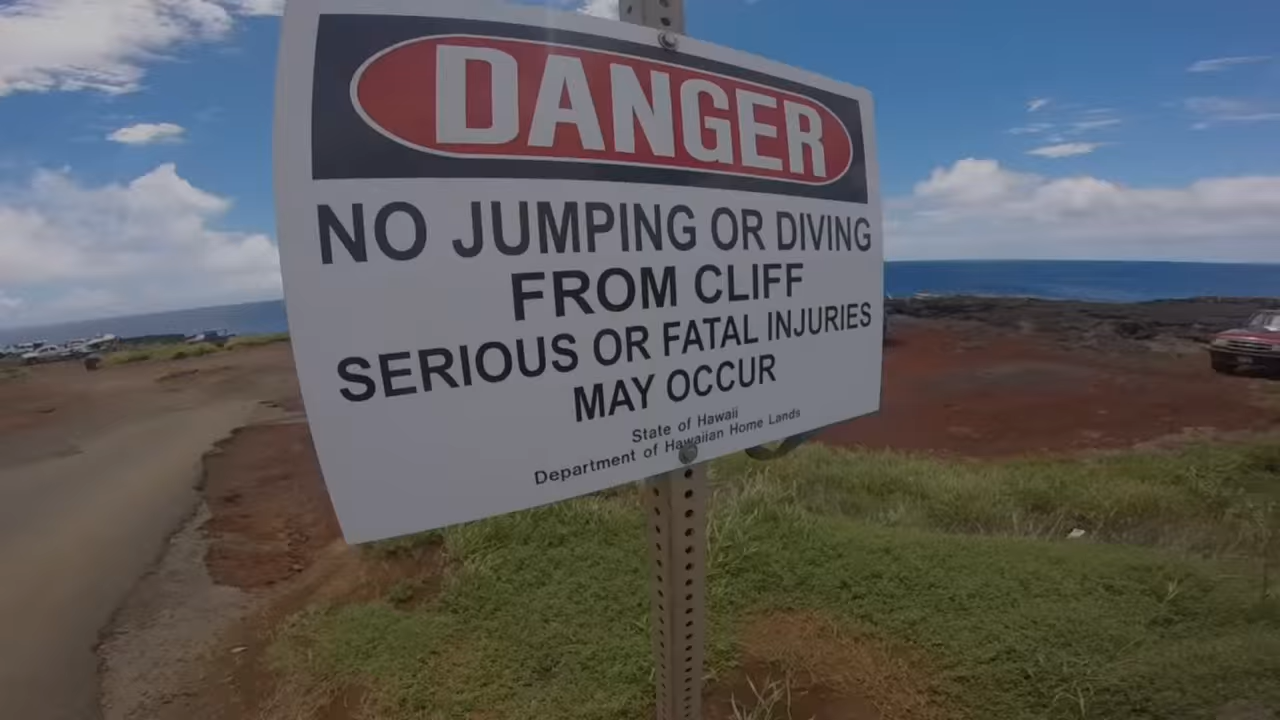 DANGER
NO JUMPING OR DIVING
FROM CLIFF
SERIOUS OR FATAL INJURIES
MAY OCCUR
State of Hawaii
Department of Hawaiian Home Lands